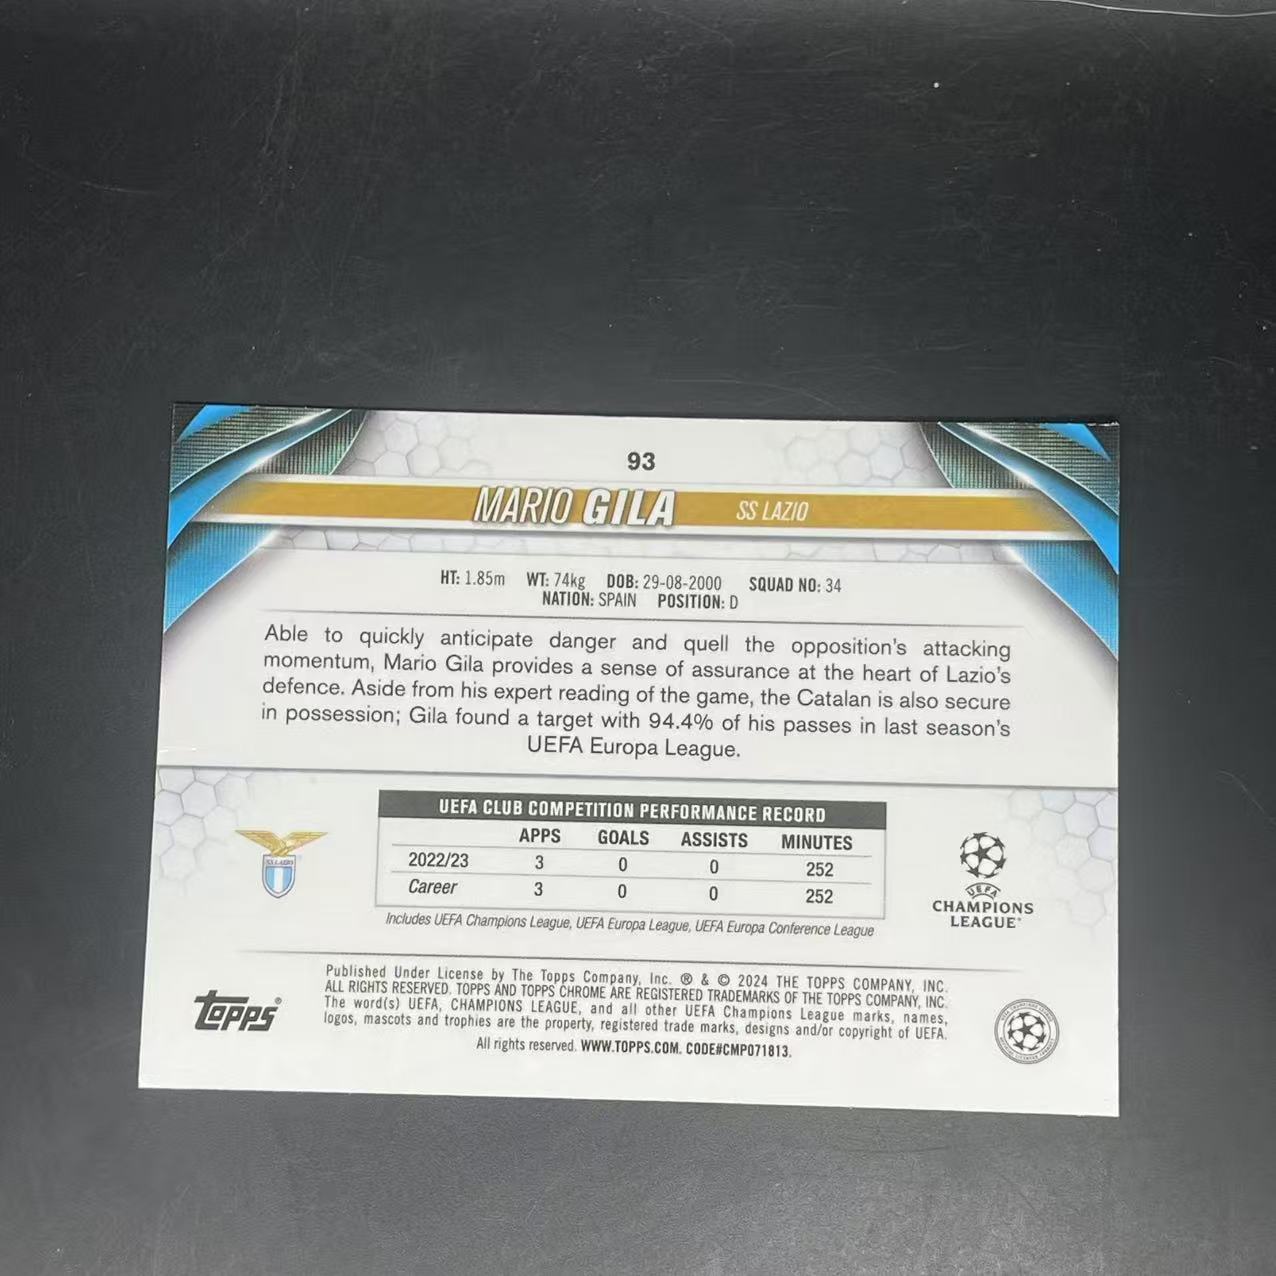 93
MARIO GILA SS LAZIO
HT: 1.85m WT: 74kg DOB: 29-08-2000 SQUAD NO: 34
NATION: SPAIN POSITION: D
Able to quickly anticipate danger and quell the opposition's attacking
momentum, Mario Gila provides a sense of assurance at the heart of Lazio's
defence. Aside from his expert reading of the game, the Catalan is also secure
in possession; Gila found a target with 94.4% of his passes in last season's
UEFA Europa League.
UEFA CLUB COMPETITION PERFORMANCE RECORD
APPS GOALS ASSISTS MINUTES
2022/23 3 0 0 252
Career 3 0 0 252
Includes UEFA Champions League, UEFA Europa League, UEFA Europa Conference League
SS LAZIO
UEFA
CHAMPIONS
LEAGUE
Published Under License by The Topps Company, Inc. ® & © 2024 THE TOPPS COMPANY, INC.
ALL RIGHTS RESERVED. TOPPS AND TOPPS CHROME ARE REGISTERED TRADEMARKS OF THE TOPPS COMPANY, INC.
The word(s) UEFA, CHAMPIONS LEAGUE, and all other UEFA Champions League marks, names,
logos, mascots and trophies are the property, registered trade marks, designs and/or copyright of UEFA.
All rights reserved. WWW.TOPPS.COM. CODE#CMP071813.
TOPPS®